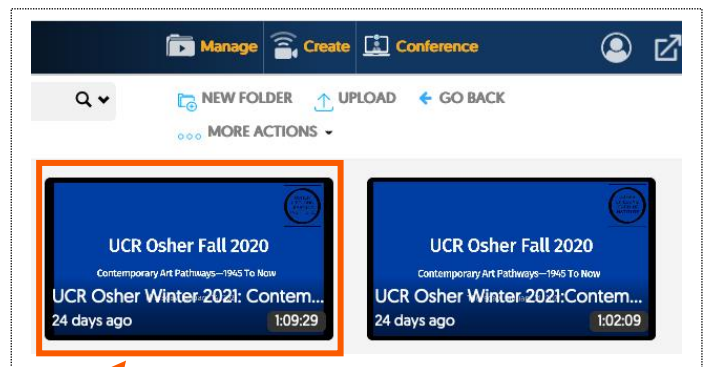 Manage Create Conference
NEW FOLDER UPLOAD GO BACK
MORE ACTIONS
UCR Osher Fall 2020
Contemporary Art Pathways—1945 To Now
UCR Osher Winter 2021: Contem...
24 days ago 1:09:29
UCR Osher Fall 2020
Contemporary Art Pathways—1945 To Now
UCR Osher Winter 2021:Contem...
24 days ago 1:02:09